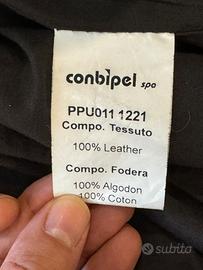 conbipel spa
PPU011 1221
Compo. Tessuto
100% Leather
Compo. Fodera
100% Algodon
100% Coton
subito